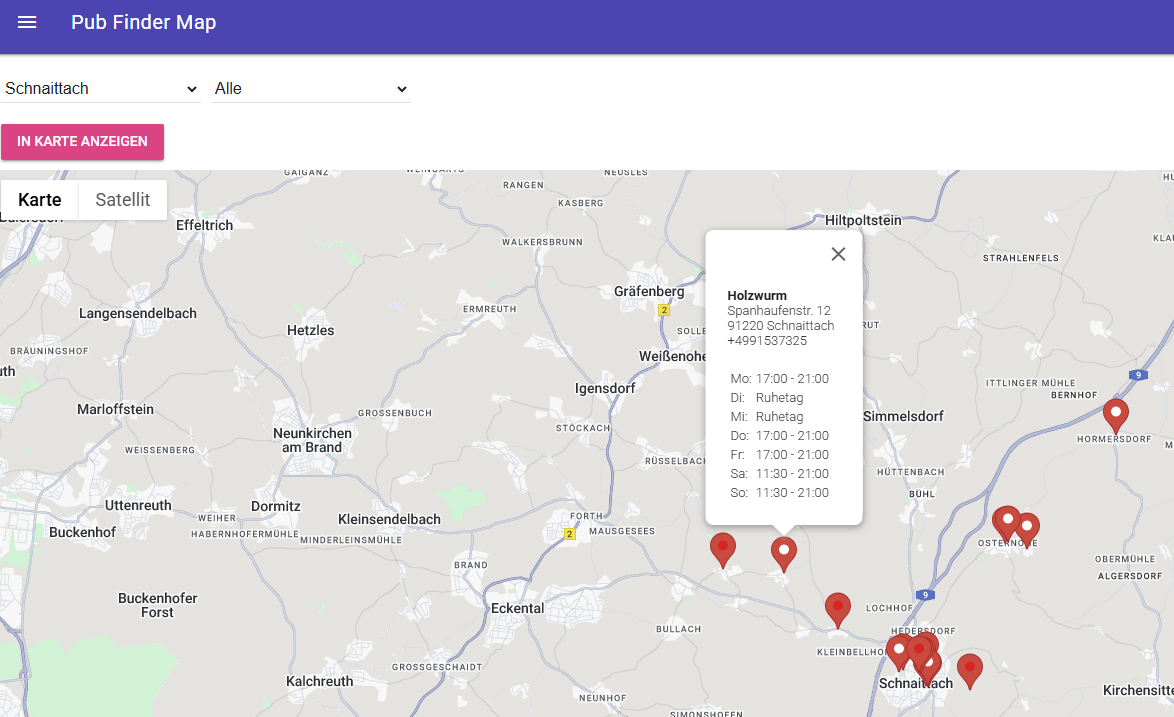 Pub Finder Map
Schnaittach
Alle
IN KARTE ANZEIGEN
Karte
Satellit
GAIGANZ
NEUSLES
RANGEN
KASBERG
Effeltrich
Hiltpoltstein
WALKERSBRUNN
STRAHLENFELS
Gräfenberg
2
ERMREUTH
Langensendelbach
Hetzles
BRÄUNINGSHOF
Weißenohe
Igensdorf
Holzwurm
Spanhaufenstr. 12
91220 Schnaittach
+4991537325
Mo: 17:00 - 21:00
Di: Ruhetag
Mi: Ruhetag
Do: 17:00 - 21:00
Fr: 17:00 - 21:00
Sa: 11:30 - 21:00
So: 11:30 - 21:00
9
ITTLINGER MÜHLE
BERNHOF
Marloffstein
GROSSENBUCH
Simmelsdorf
STÖCKACH
Neunkirchen
am Brand
HORMERSDORF
WEISSENBERG
RÜSSELBACH
HÜTTENBACH
BÜHL
Uttenreuth
Dormitz
WEIHER
Kleinsendelbach
FORTH
Buckenhof
HABERNHOFERMÜHLE
MINDERLEINSMÜHLE
2
MAUSGESEES
OSTERNOHE
OBERMÜHLE
BRAND
ALGERSDORF
Buckenhofer
Forst
Eckental
9
LOCHHOF
BULLACH
HEDERSDORF
KLEINBELLHO
GROSSGESCHAIDT
Kalchreuth
Schnaittach
Kirchensitte
NEUNHOF
SIMONSHOFEN